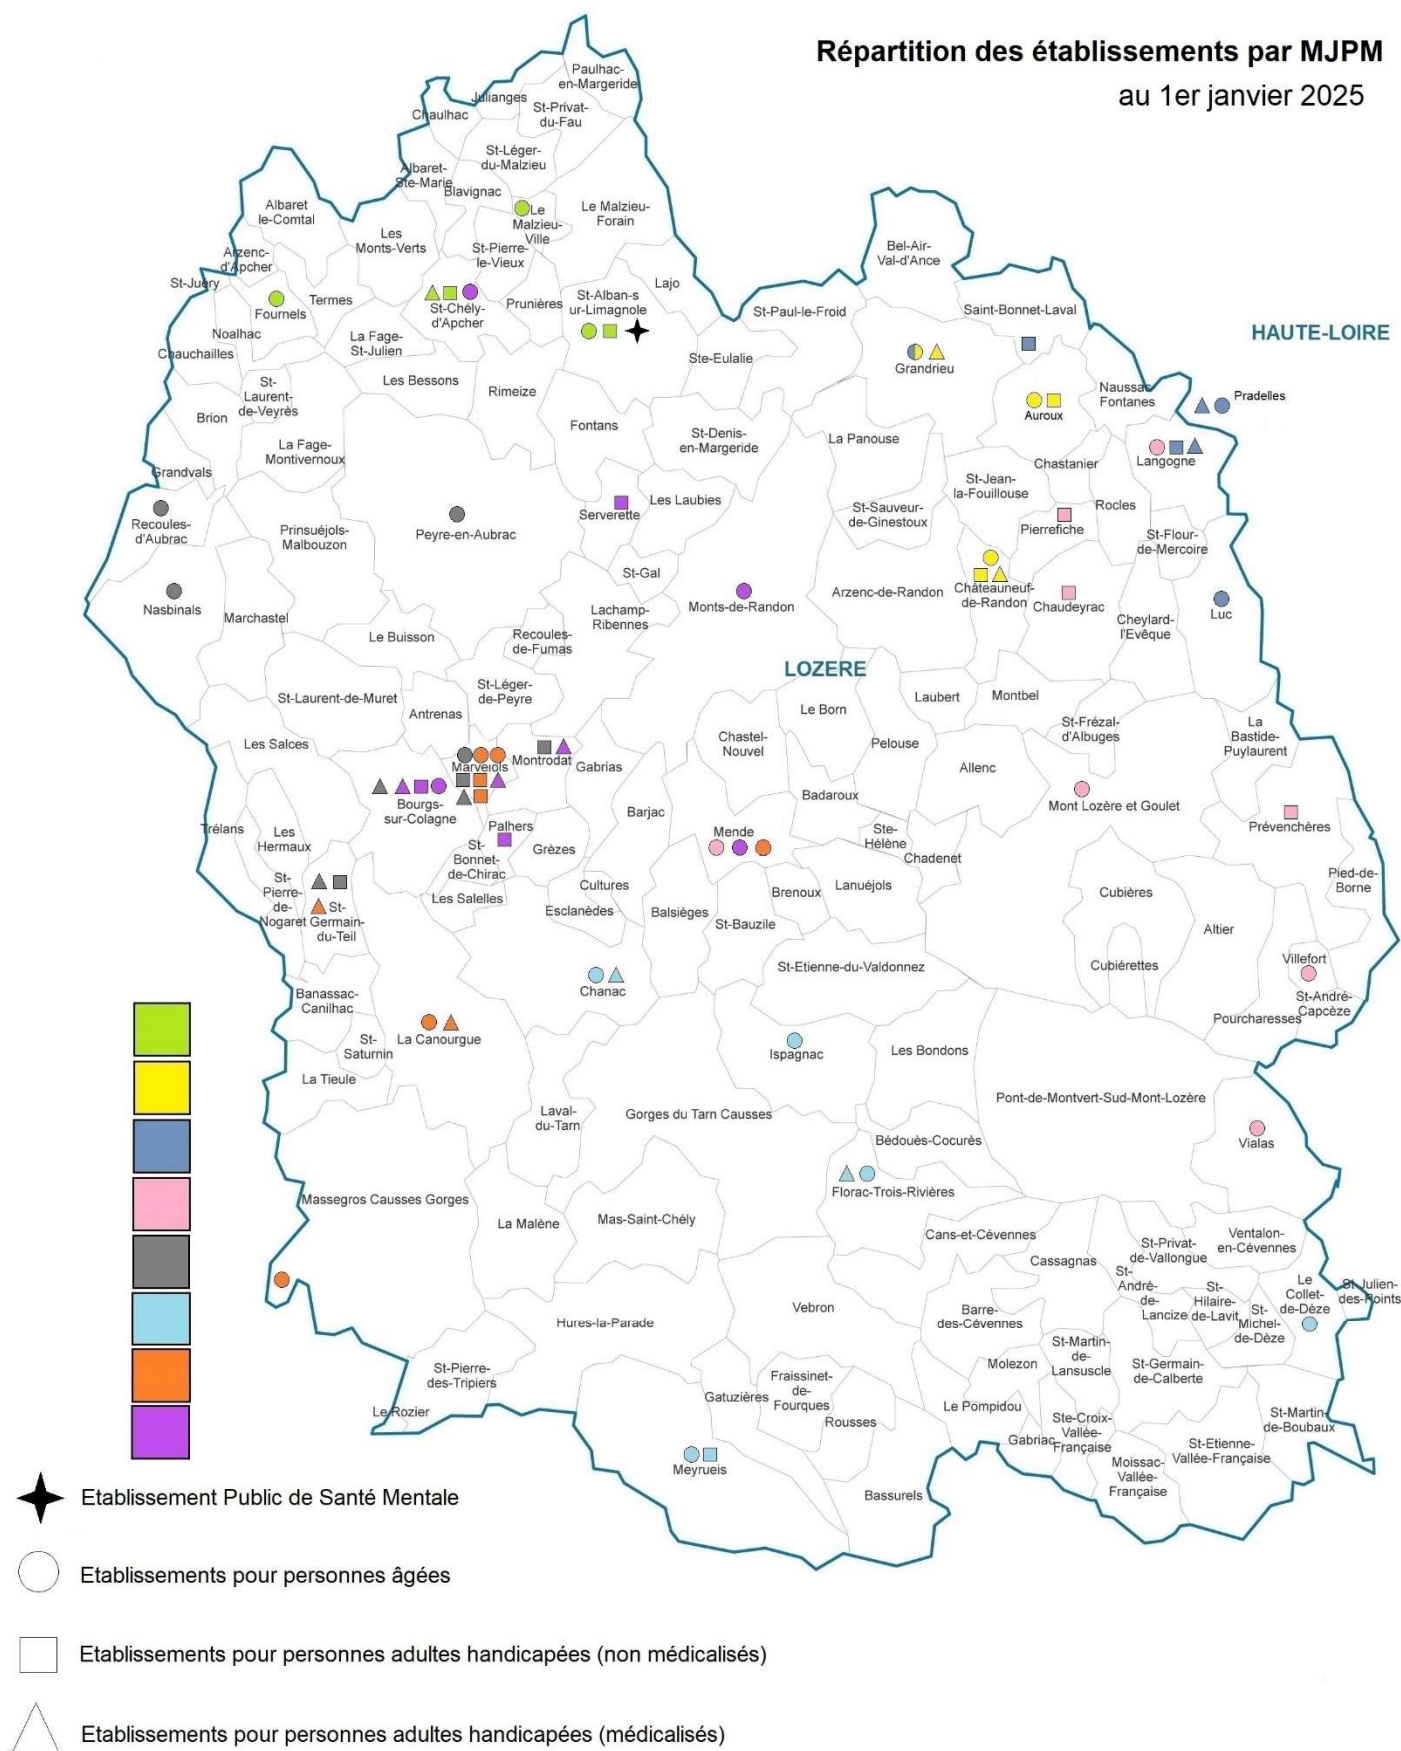 Répartition des établissements par MJPM
au 1er janvier 2025
Paulhac-
en-Margeride
Julianges
Chaulhac
St-Privat-
du-Fau
St-Léger-
du-Malzieu
Albaret-
Ste-Marie
Blavignac
Albaret
le-Comtal
Le
Malzieu-
Ville
Le Malzieu-
Forain
Les
Monts-Verts
St-Pierre-
le-Vieux
Arzenc-
d'Apcher
Bel-Air-
Val-d'Ance
St-Juéry
Termes
Fournels
St-Chély-
d'Apcher
Prunières
St-Alban-s
ur-Limagnole
Lajo
St-Paul-le-Froid
Saint-Bonnet-Laval
HAUTE-LOIRE
Noalhac
La Fage-
St-Julien
Chauchailles
Ste-Eulalie
Grandrieu
Les Bessons
Rimeize
St-
Laurent-
de-Veyrès
Naussac-
Fontanes
Pradelles
Auroux
Brion
Fontans
St-Denis-
en-Margeride
La Panouse
La Fage-
Montivernoux
Langogne
Chastanier
Grandvals
St-Jean-
la-Fouillouse
Les Laubies
Serverette
Rocles
St-Sauveur-
de-Ginestoux
Pierrefiche
Recoules-
d'Aubrac
Prinsuéjols-
Malbouzon
Peyre-en-Aubrac
St-Flour-
de-Mercoire
St-Gal
Nasbinals
Marchastel
Lachamp-
Ribennes
Monts-de-Randon
Arzenc-de-Randon
Châteauneuf-
de-Randon
Chaudeyrac
Luc
Cheylard-
l'Evêque
Le Buisson
Recoules-
de-Fumas
LOZERE
St-Laurent-de-Muret
St-Léger-
de-Peyre
Laubert
Montbel
Antrenas
Le Born
St-Frézal-
d'Albuges
La
Bastide-
Puylaurent
Les Salces
Chastel-
Nouvel
Pelouse
Marvejols
Montrodat
Gabrias
Allenc
Badaroux
Mont Lozère et Goulet
Bourgs-
sur-Colagne
Barjac
Prévenchères
Trélans
Les
Hermaux
Palhers
Mende
Ste-
Hélène
St-
Bonnet-
de-Chirac
Grèzes
Chadenet
St-
Pierre-
de-
Nogaret
Cultures
Brenoux
Lanuéjols
Cubières
Pied-de-
Borne
Les Salelles
Esclanèdes
Balsièges
St-
Germain-
du-Teil
St-Bauzile
Altier
Cubiérettes
Villefort
St-Etienne-du-Valdonnez
Chanac
Banassac-
Canilhac
St-André-
Capcèze
Pourcharesses
La Canourgue
St-
Saturnin
Ispagnac
Les Bondons
La Tieule
Pont-de-Montvert-Sud-Mont-Lozère
Laval-
du-Tarn
Gorges du Tarn Causses
Bédouès-Cocurès
Vialas
Massegros Causses Gorges
Florac-Trois-Rivières
La Malène
Mas-Saint-Chély
Cans-et-Cévennes
Ventalon-
en-Cévennes
St-Privat-
de-Vallongue
Cassagnas
St-
André-
de-
Lancize
St-
Hilaire-
de-Lavit
Le
Collet-
de-Dèze
St-Julien-
des-Points
St-
Michel-
de-Dèze
Vebron
Barre-
des-Cévennes
Hures-la-Parade
St-Martin-
de-
Lansuscle
Molezon
St-Germain-
de-Calberte
St-Pierre-
des-Tripiers
Fraissinet-
de-
Fourques
Gatuzières
Le Pompidou
Le Rozier
Rousses
Ste-Croix-
Vallée-
Française
St-Martin-
de-Boubaux
Gabriac
St-Etienne-
Vallée-Française
Meyrueis
Moissac-
Vallée-
Française
Bassurels
Etablissement Public de Santé Mentale
Etablissements pour personnes âgées
Etablissements pour personnes adultes handicapées (non médicalisés)
Etablissements pour personnes adultes handicapées (médicalisés)